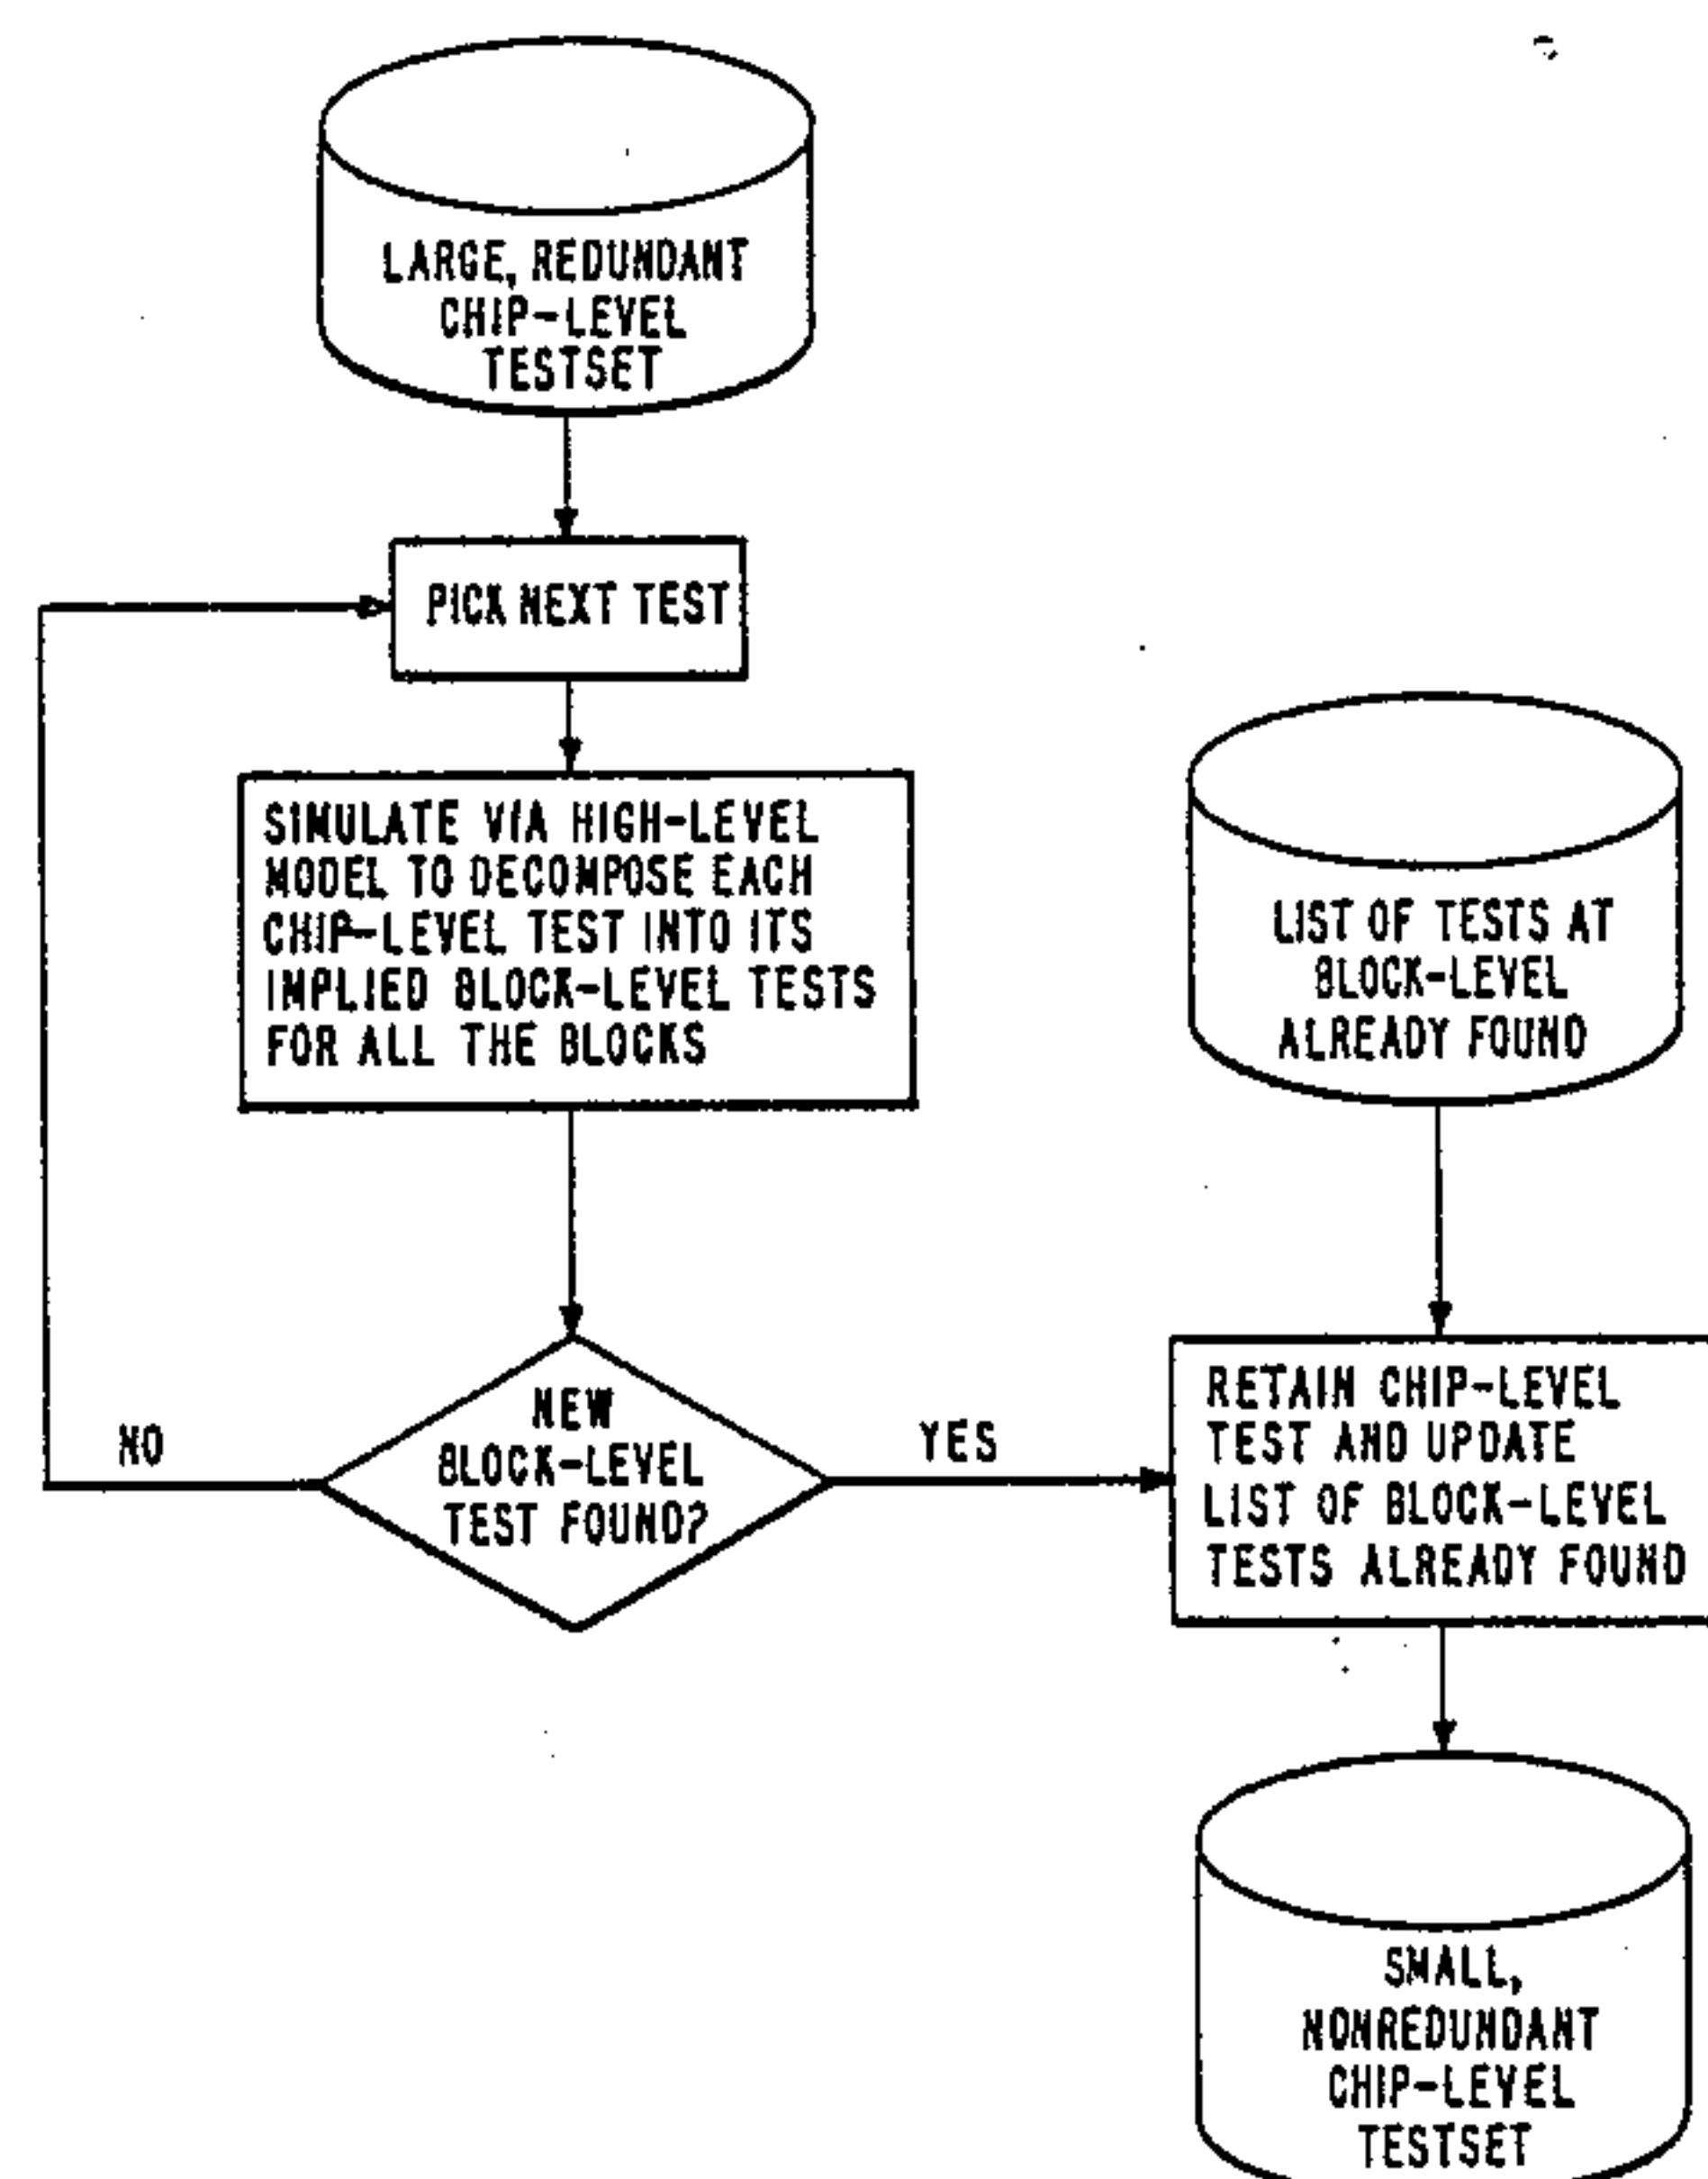 LARGE, REDUNDANT
CHIP-LEVEL
TESTSET
PICK NEXT TEST
SIMULATE VIA HIGH-LEVEL
MODEL TO DECOMPOSE EACH
CHIP-LEVEL TEST INTO ITS
IMPLIED BLOCK-LEVEL TESTS
FOR ALL THE BLOCKS
LIST OF TESTS AT
BLOCK-LEVEL
ALREADY FOUND
NEW
BLOCK-LEVEL
TEST FOUND?
NO
YES
RETAIN CHIP-LEVEL
TEST AND UPDATE
LIST OF BLOCK-LEVEL
TESTS ALREADY FOUND
SMALL,
NONREDUNDANT
CHIP-LEVEL
TESTSET